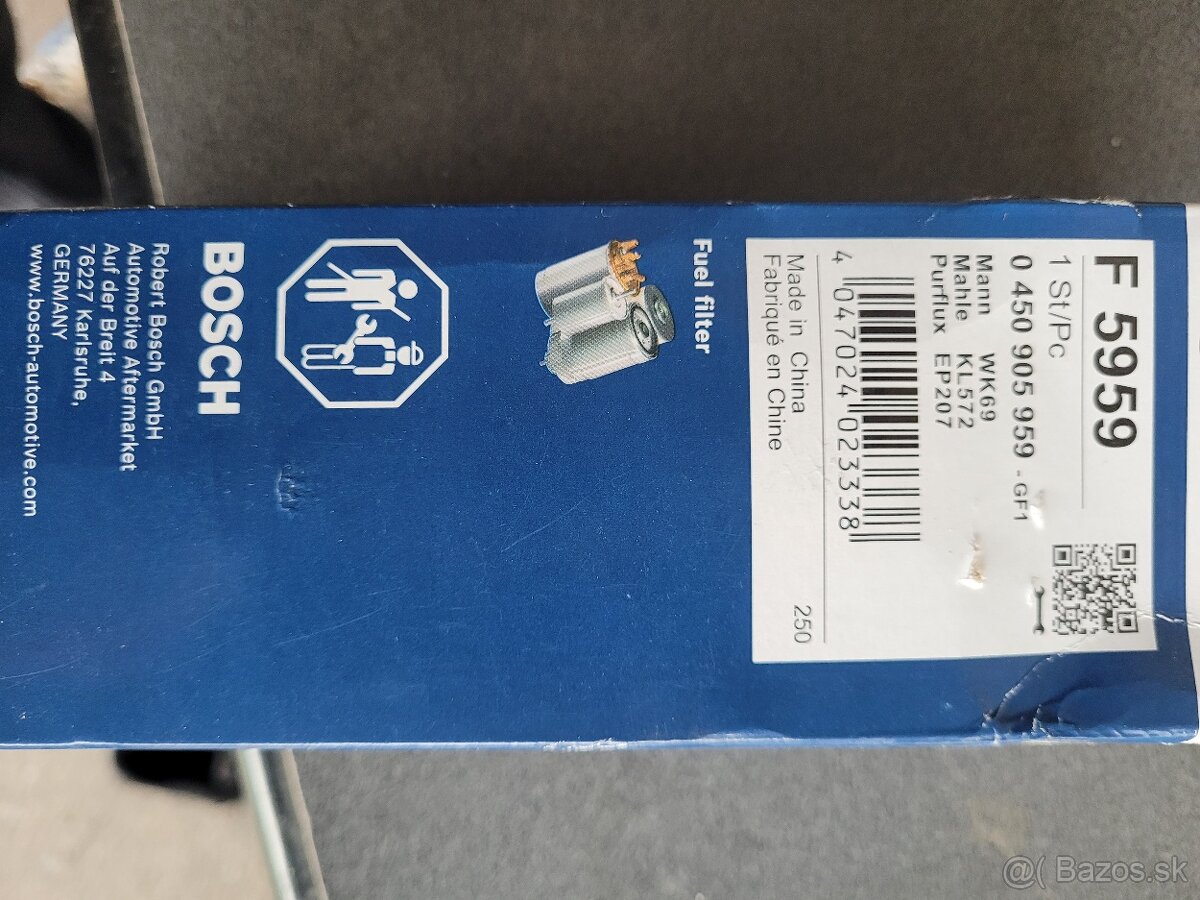 F 5959
1 St/Pc
0 450 905 959 - GF1
Mann WK69
Mahle KL572
Purflux EP207
4 047024 023338
Made in China
Fabriqué en Chine
250
Fuel filter
BOSCH
Robert Bosch GmbH
Automotive Aftermarket
Auf der Breit 4
76227 Karlsruhe,
GERMANY
www.bosch-automotive.com
@( ) Bazos.sk